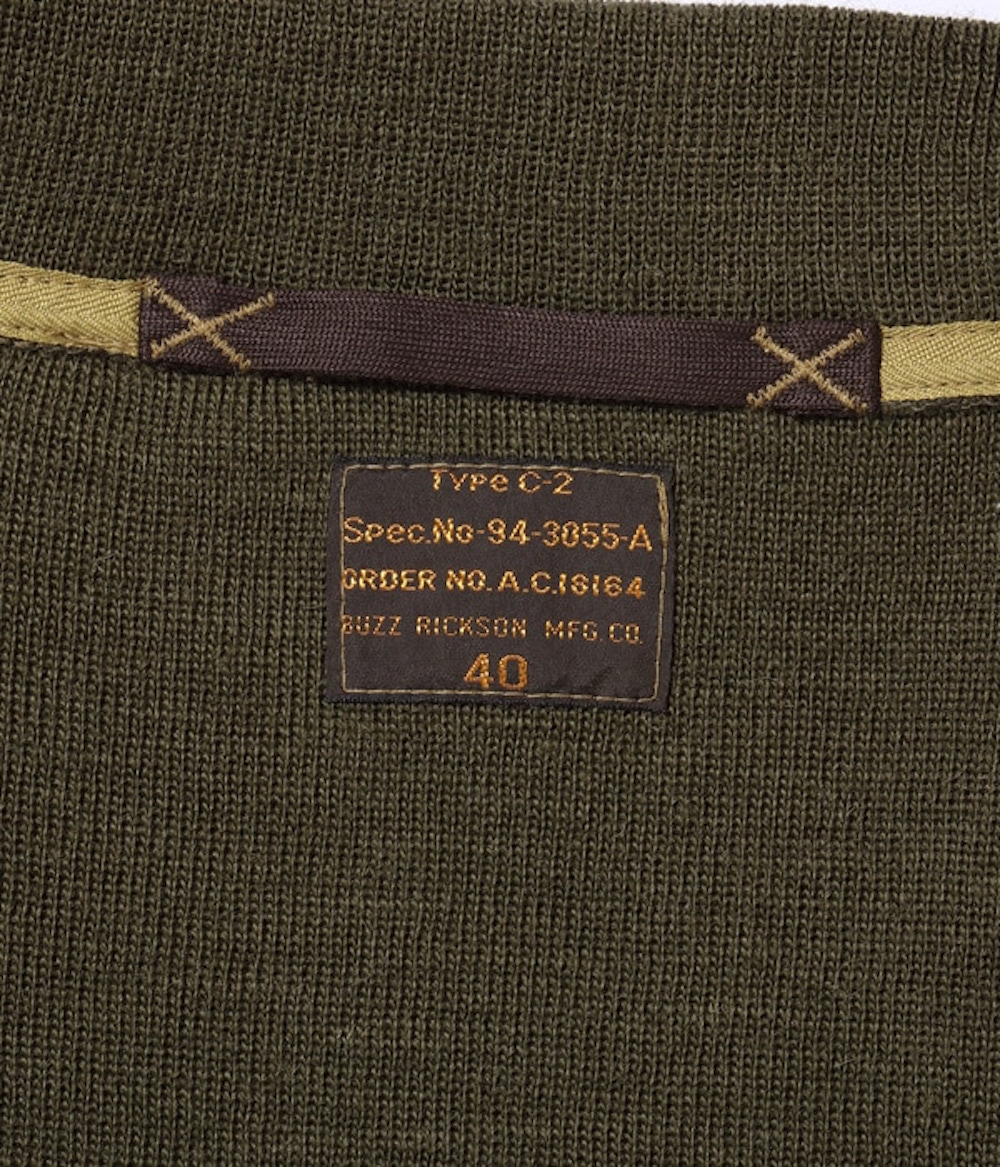 Type C-2
Spec.No-94-3055-A
ORDER NO. A.C.18164
BUZZ RICKSON MFG. CO.
40